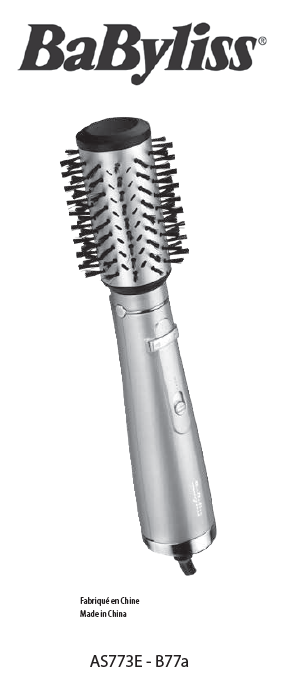 BaByliss®
Fabriqué en Chine
Made in China
AS773E - B77a